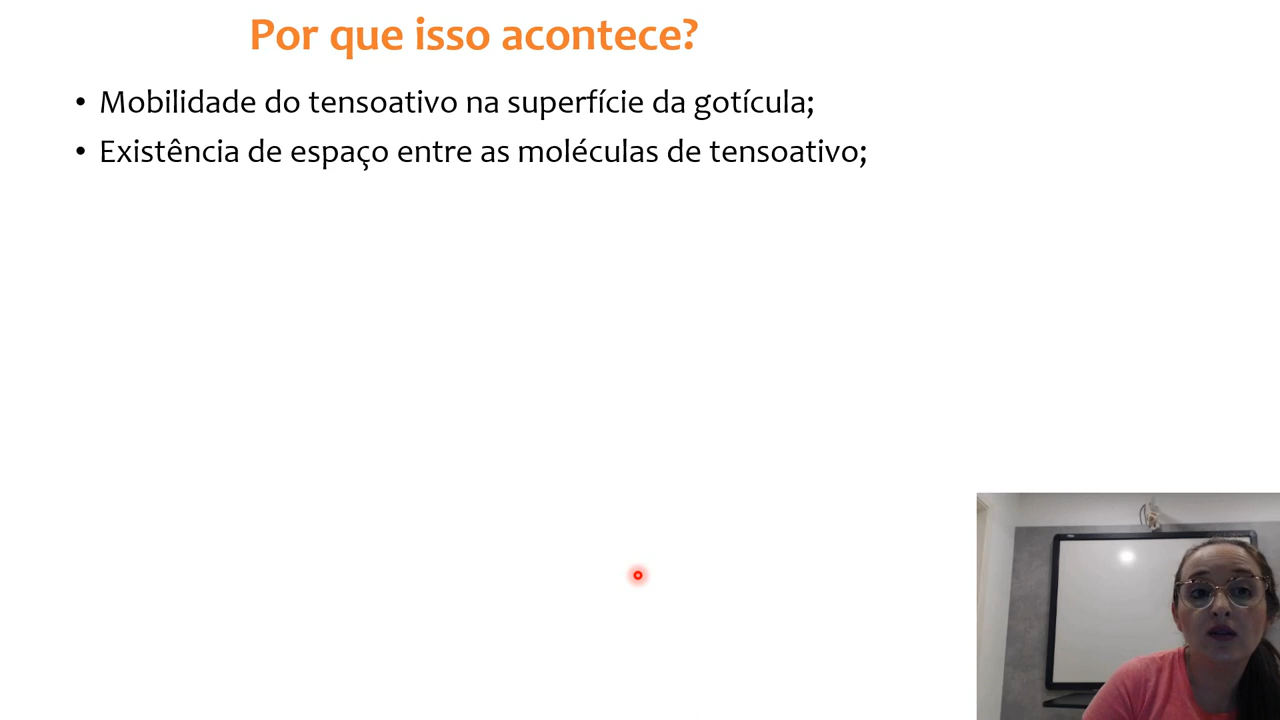 Por que isso acontece?
• Mobilidade do tensoativo na superfície da gotícula;
• Existência de espaço entre as moléculas de tensoativo;